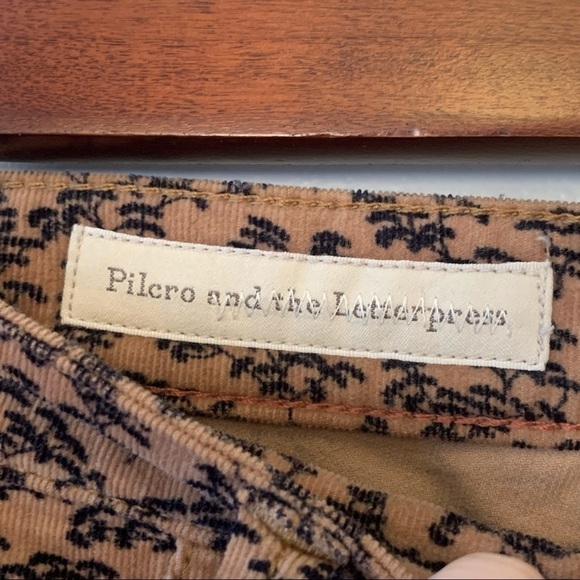 Pilcro and the Letterpress